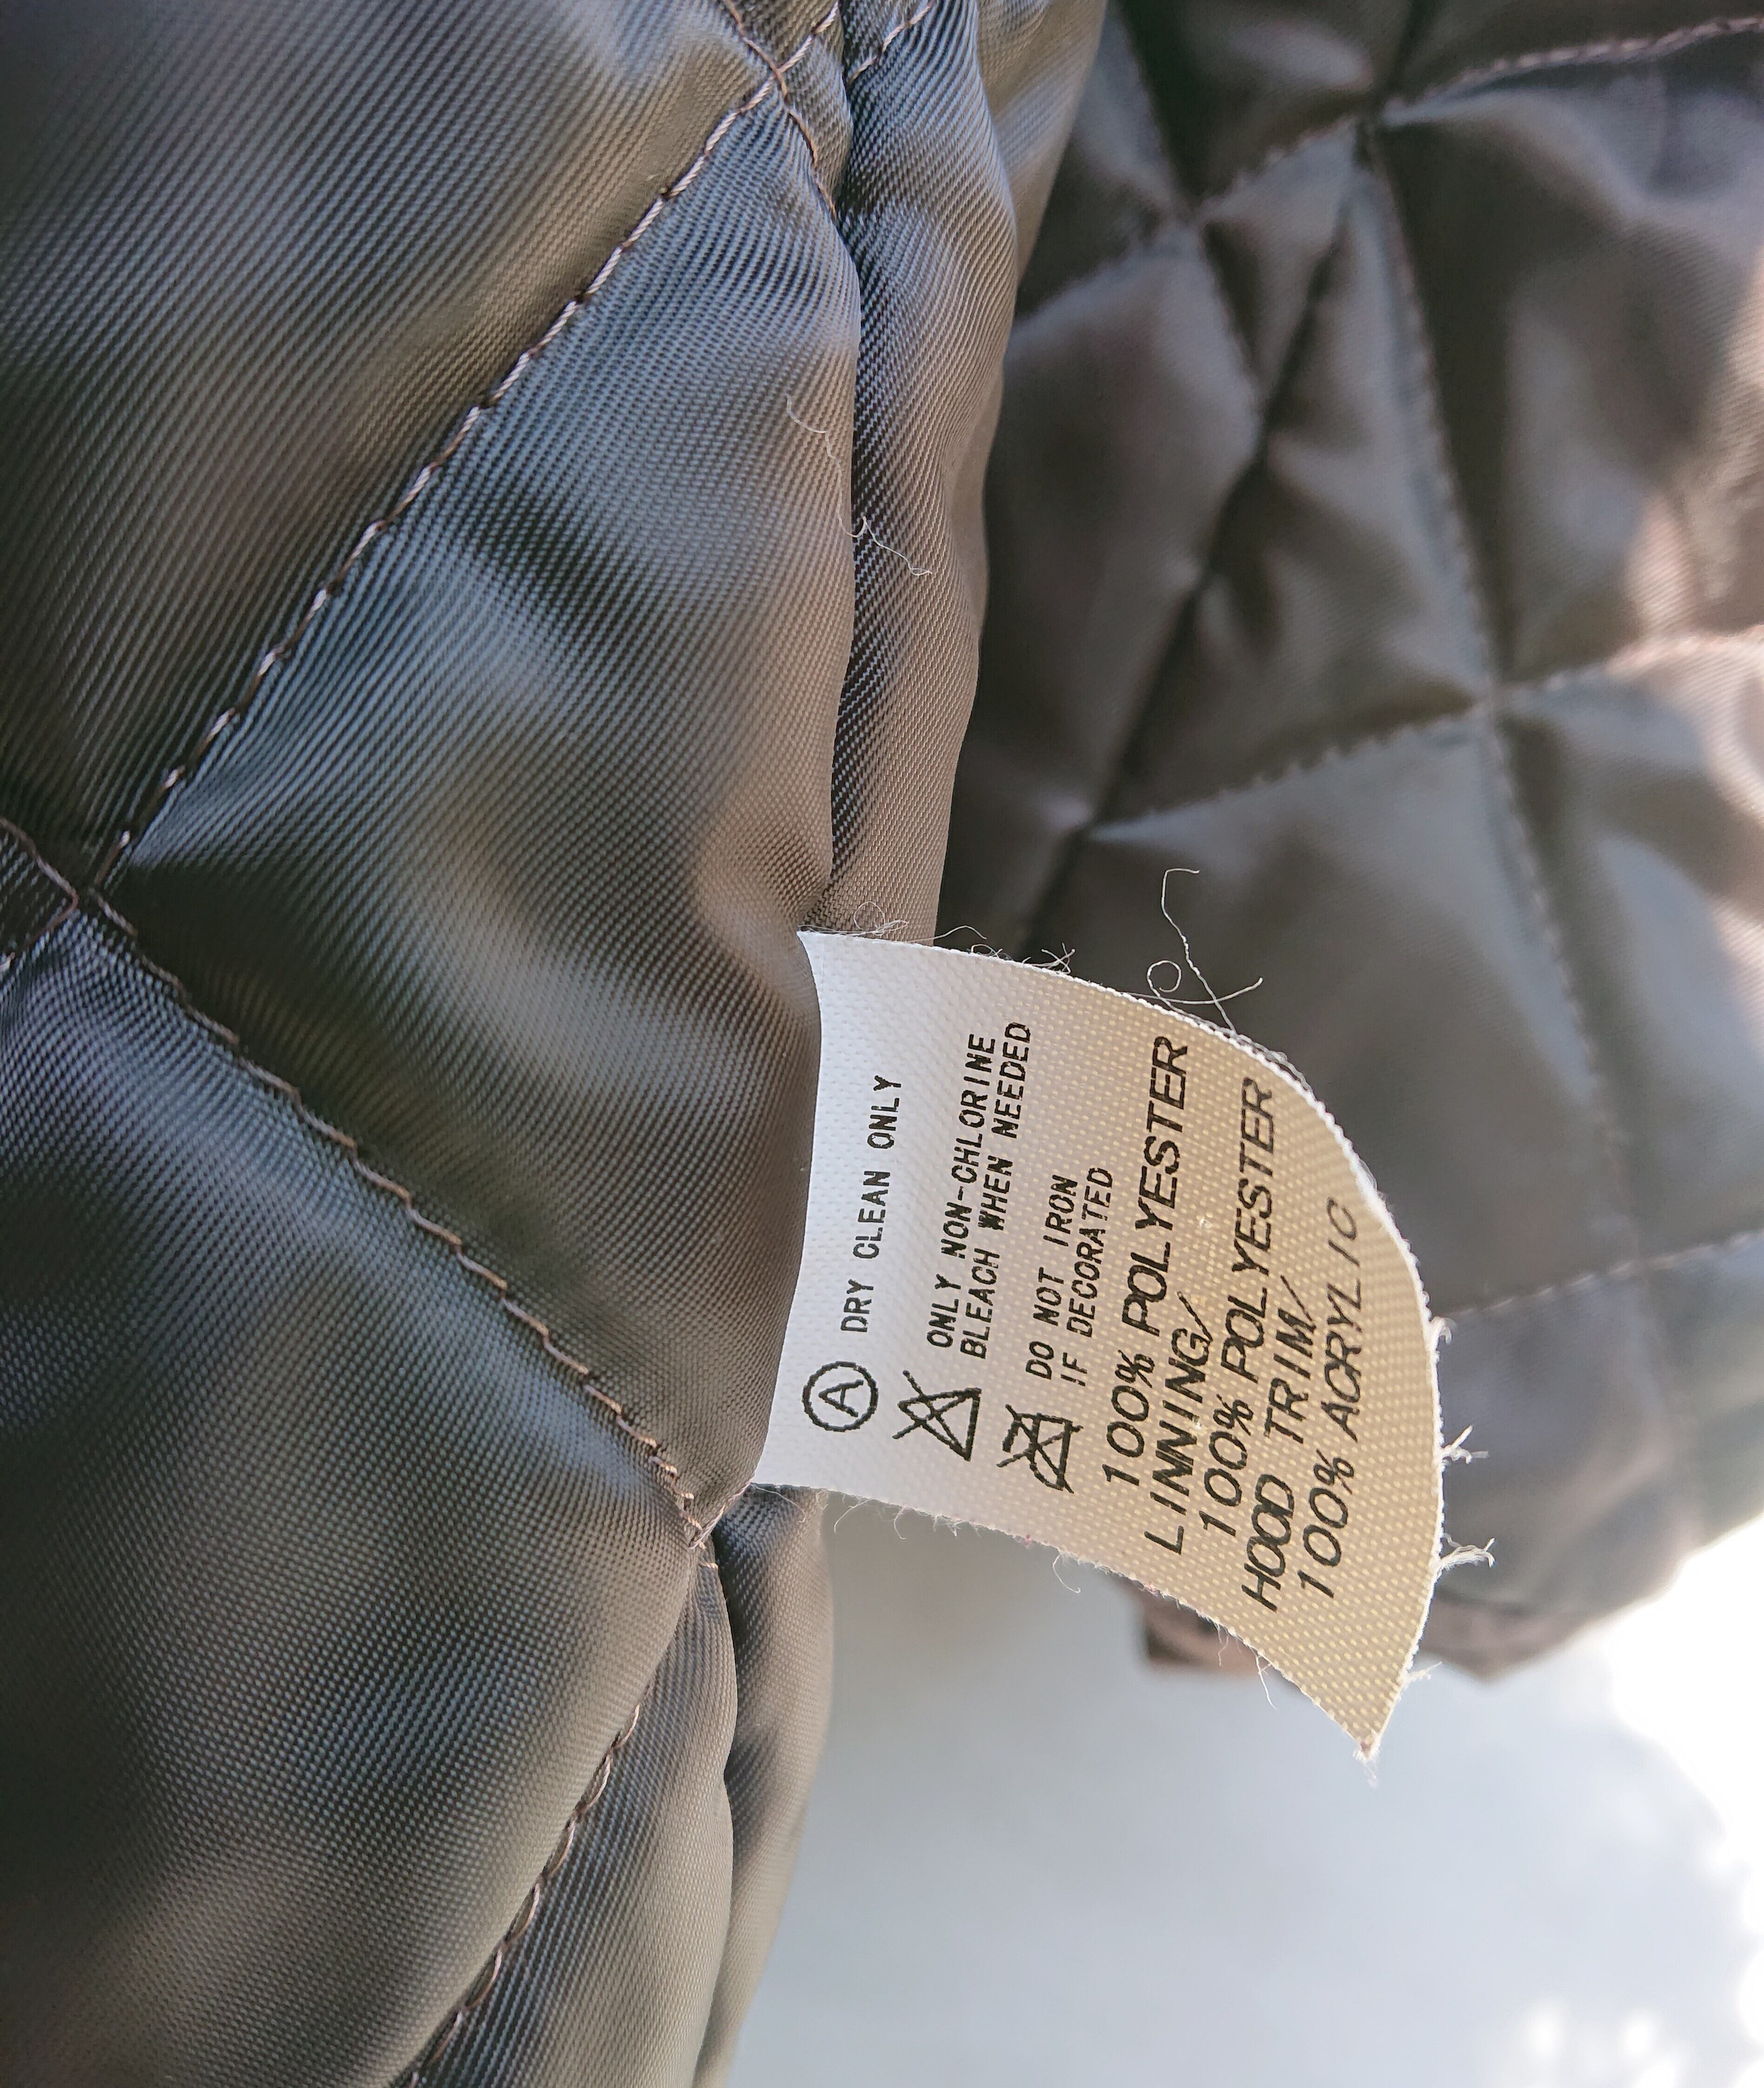 A DRY CLEAN ONLY
ONLY NON-CHLORINE
BLEACH WHEN NEEDED
DO NOT IRON
IF DECORATED
100% POLYESTER
LINNING/
100% POLYESTER
HOOD TRIM/
100% ACRYLIC